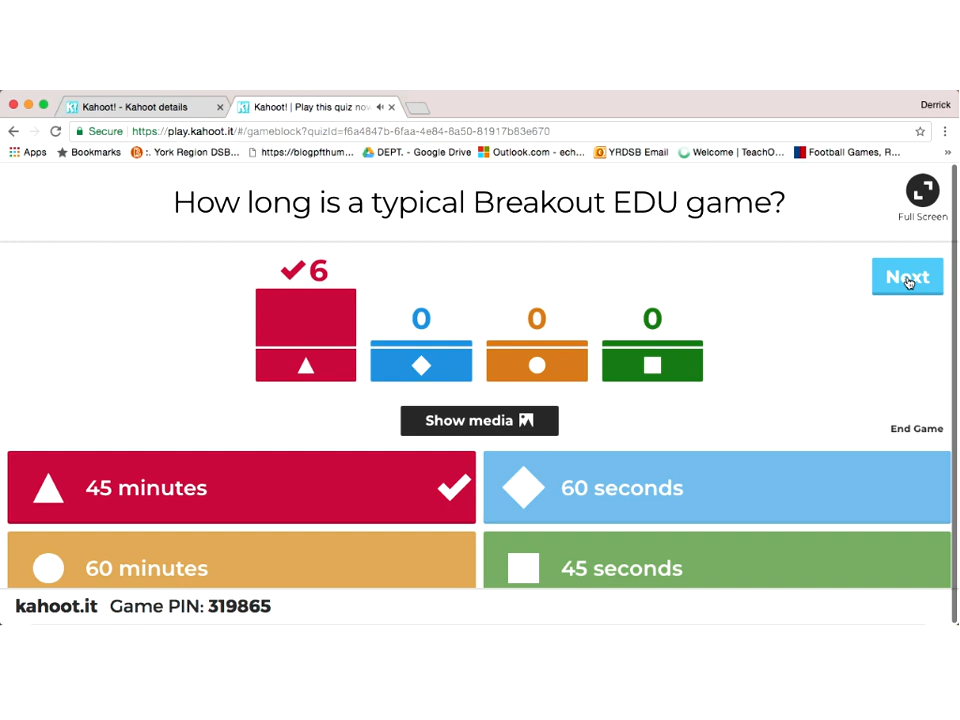 Kahoot! - Kahoot details
Kahoot! | Play this quiz now
Derrick
Secure https://play.kahoot.it/#/gameblock?quizId=f6a4847b-6faa-4e84-8a50-81917b83e670
Apps Bookmarks :. York Region DSB... https://blogpfthum... DEPT. - Google Drive Outlook.com - ech... YRDSB Email Welcome | TeachO... Football Games, R... »
How long is a typical Breakout EDU game?
Full Screen
6
Next
0 0 0
Show media
End Game
45 minutes
60 seconds
60 minutes
45 seconds
kahoot.it Game PIN: 319865